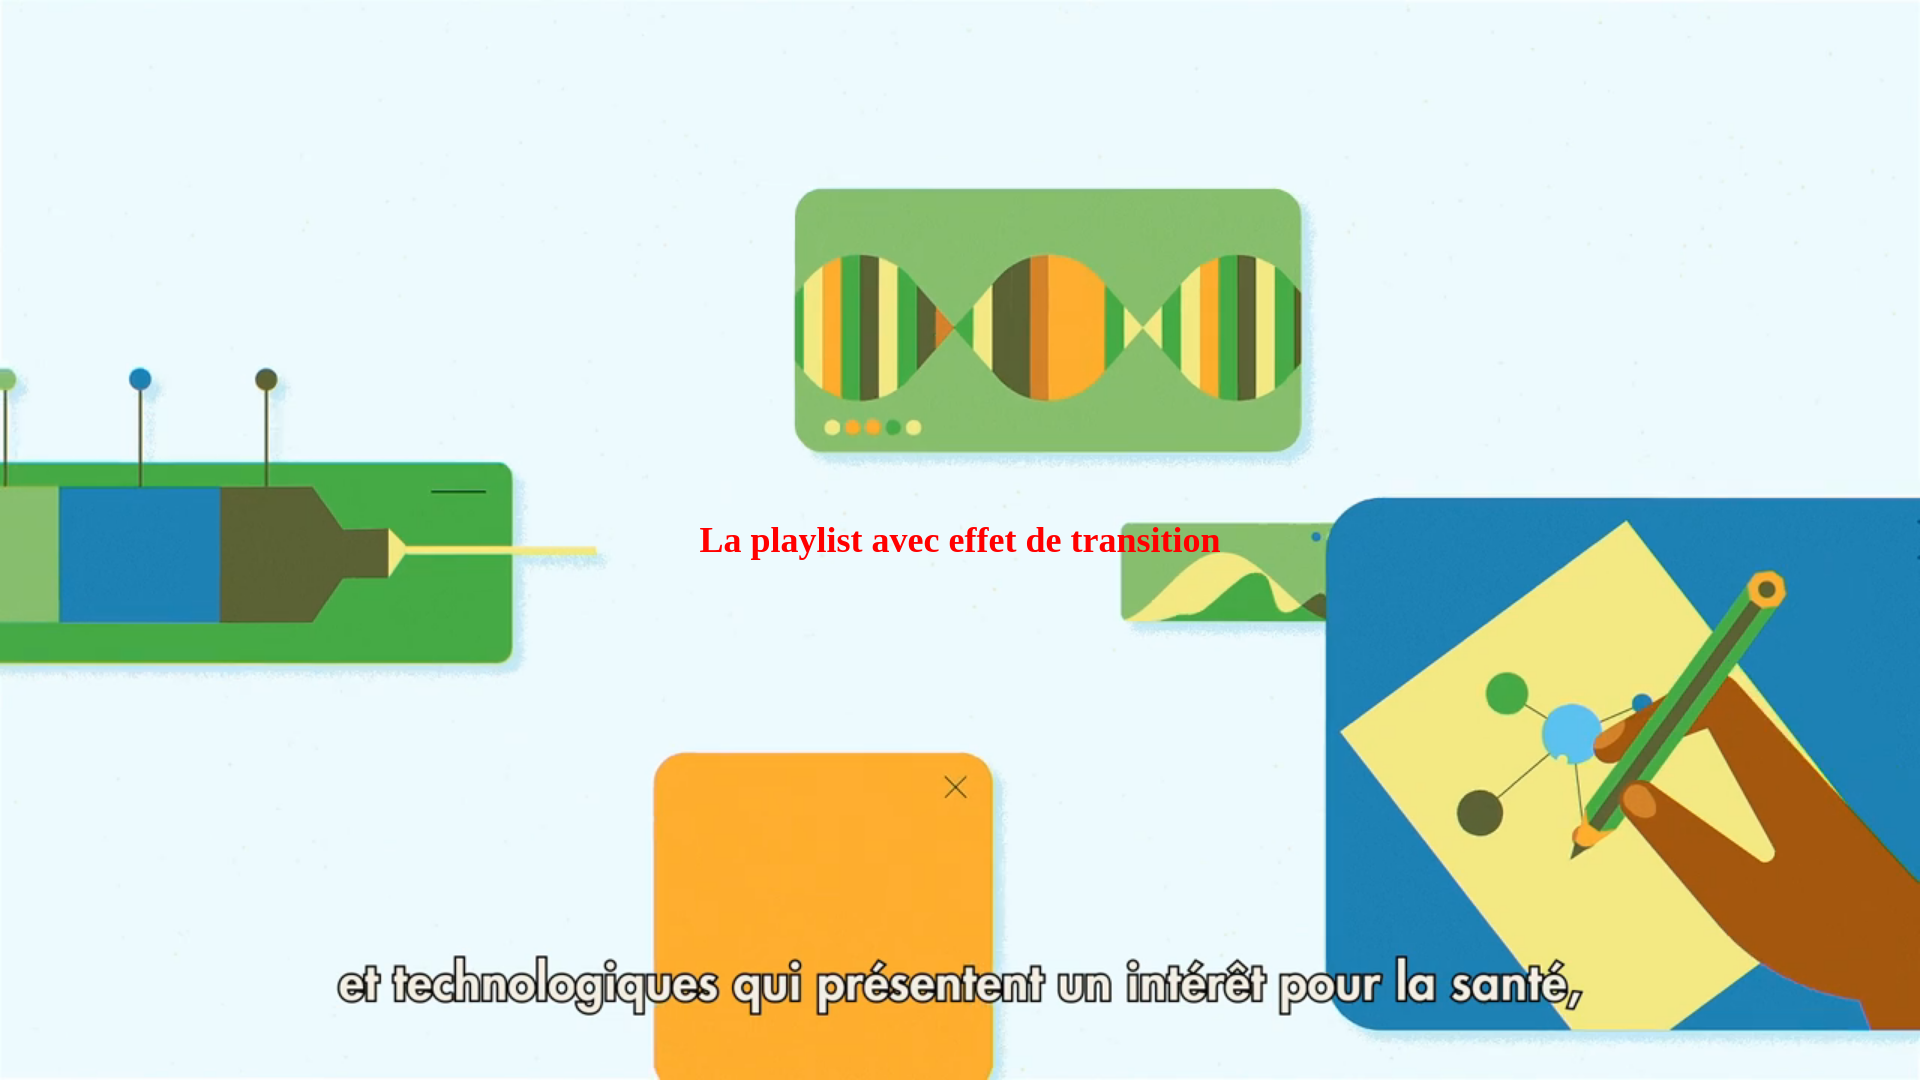 La playlist avec effet de transition
et technologiques qui présentent un intérêt pour la santé,